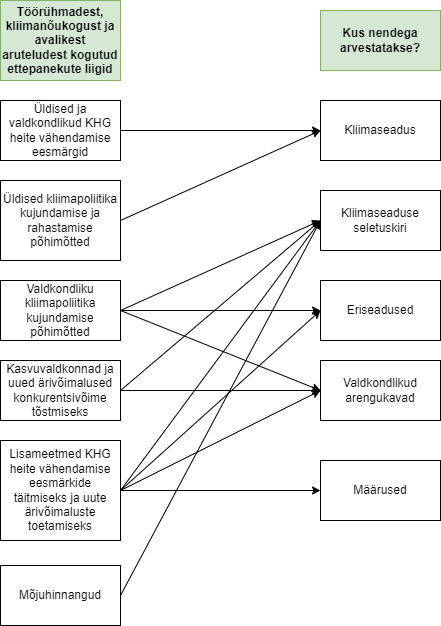 Töörühmadest,
kliimanõukogust ja
avalikest
aruteludest kogutud
ettepanekute liigid
Kus nendega
arvestatakse?
Üldised ja
valdkondlikud KHG
heite vähendamise
eesmärgid
Kliimaseadus
Üldised kliimapoliitika
kujundamise ja
rahastamise
põhimõtted
Kliimaseaduse
seletuskiri
Valdkondliku
kliimapoliitika
kujundamise
põhimõtted
Eriseadused
Kasvuvaldkonnad ja
uued ärivõimalused
konkurentsivõime
tõstmiseks
Valdkondlikud
arengukavad
Lisameetmed KHG
heite vähendamise
eesmärkide
täitmiseks ja uute
ärivõimaluste
toetamiseks
Määrused
Mõjuhinnangud